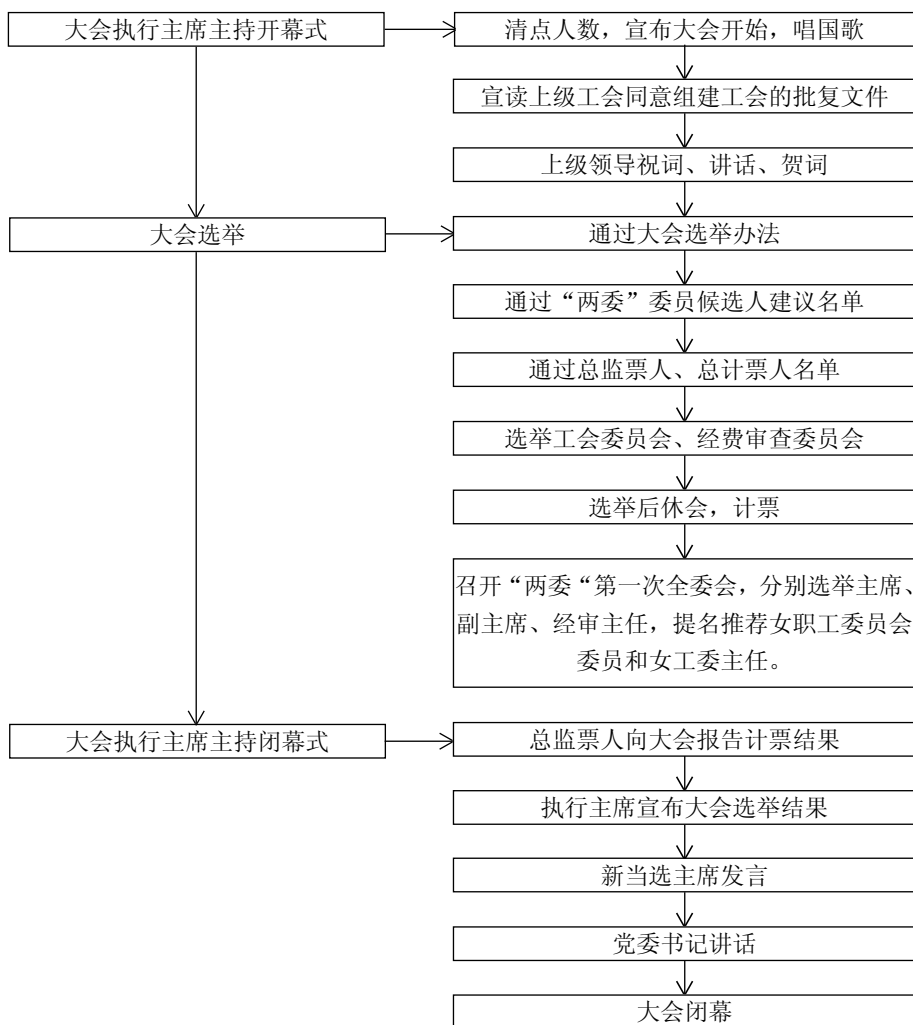 大会执行主席主持开幕式
清点人数，宣布大会开始，唱国歌
宣读上级工会同意组建工会的批复文件
上级领导祝词、讲话、贺词
大会选举
通过大会选举办法
通过“两委”委员候选人建议名单
通过总监票人、总计票人名单
选举工会委员会、经费审查委员会
选举后休会，计票
召开“两委“第一次全委会，分别选举主席、
副主席、经审主任，提名推荐女职工委员会
委员和女工委主任。
大会执行主席主持闭幕式
总监票人向大会报告计票结果
执行主席宣布大会选举结果
新当选主席发言
党委书记讲话
大会闭幕